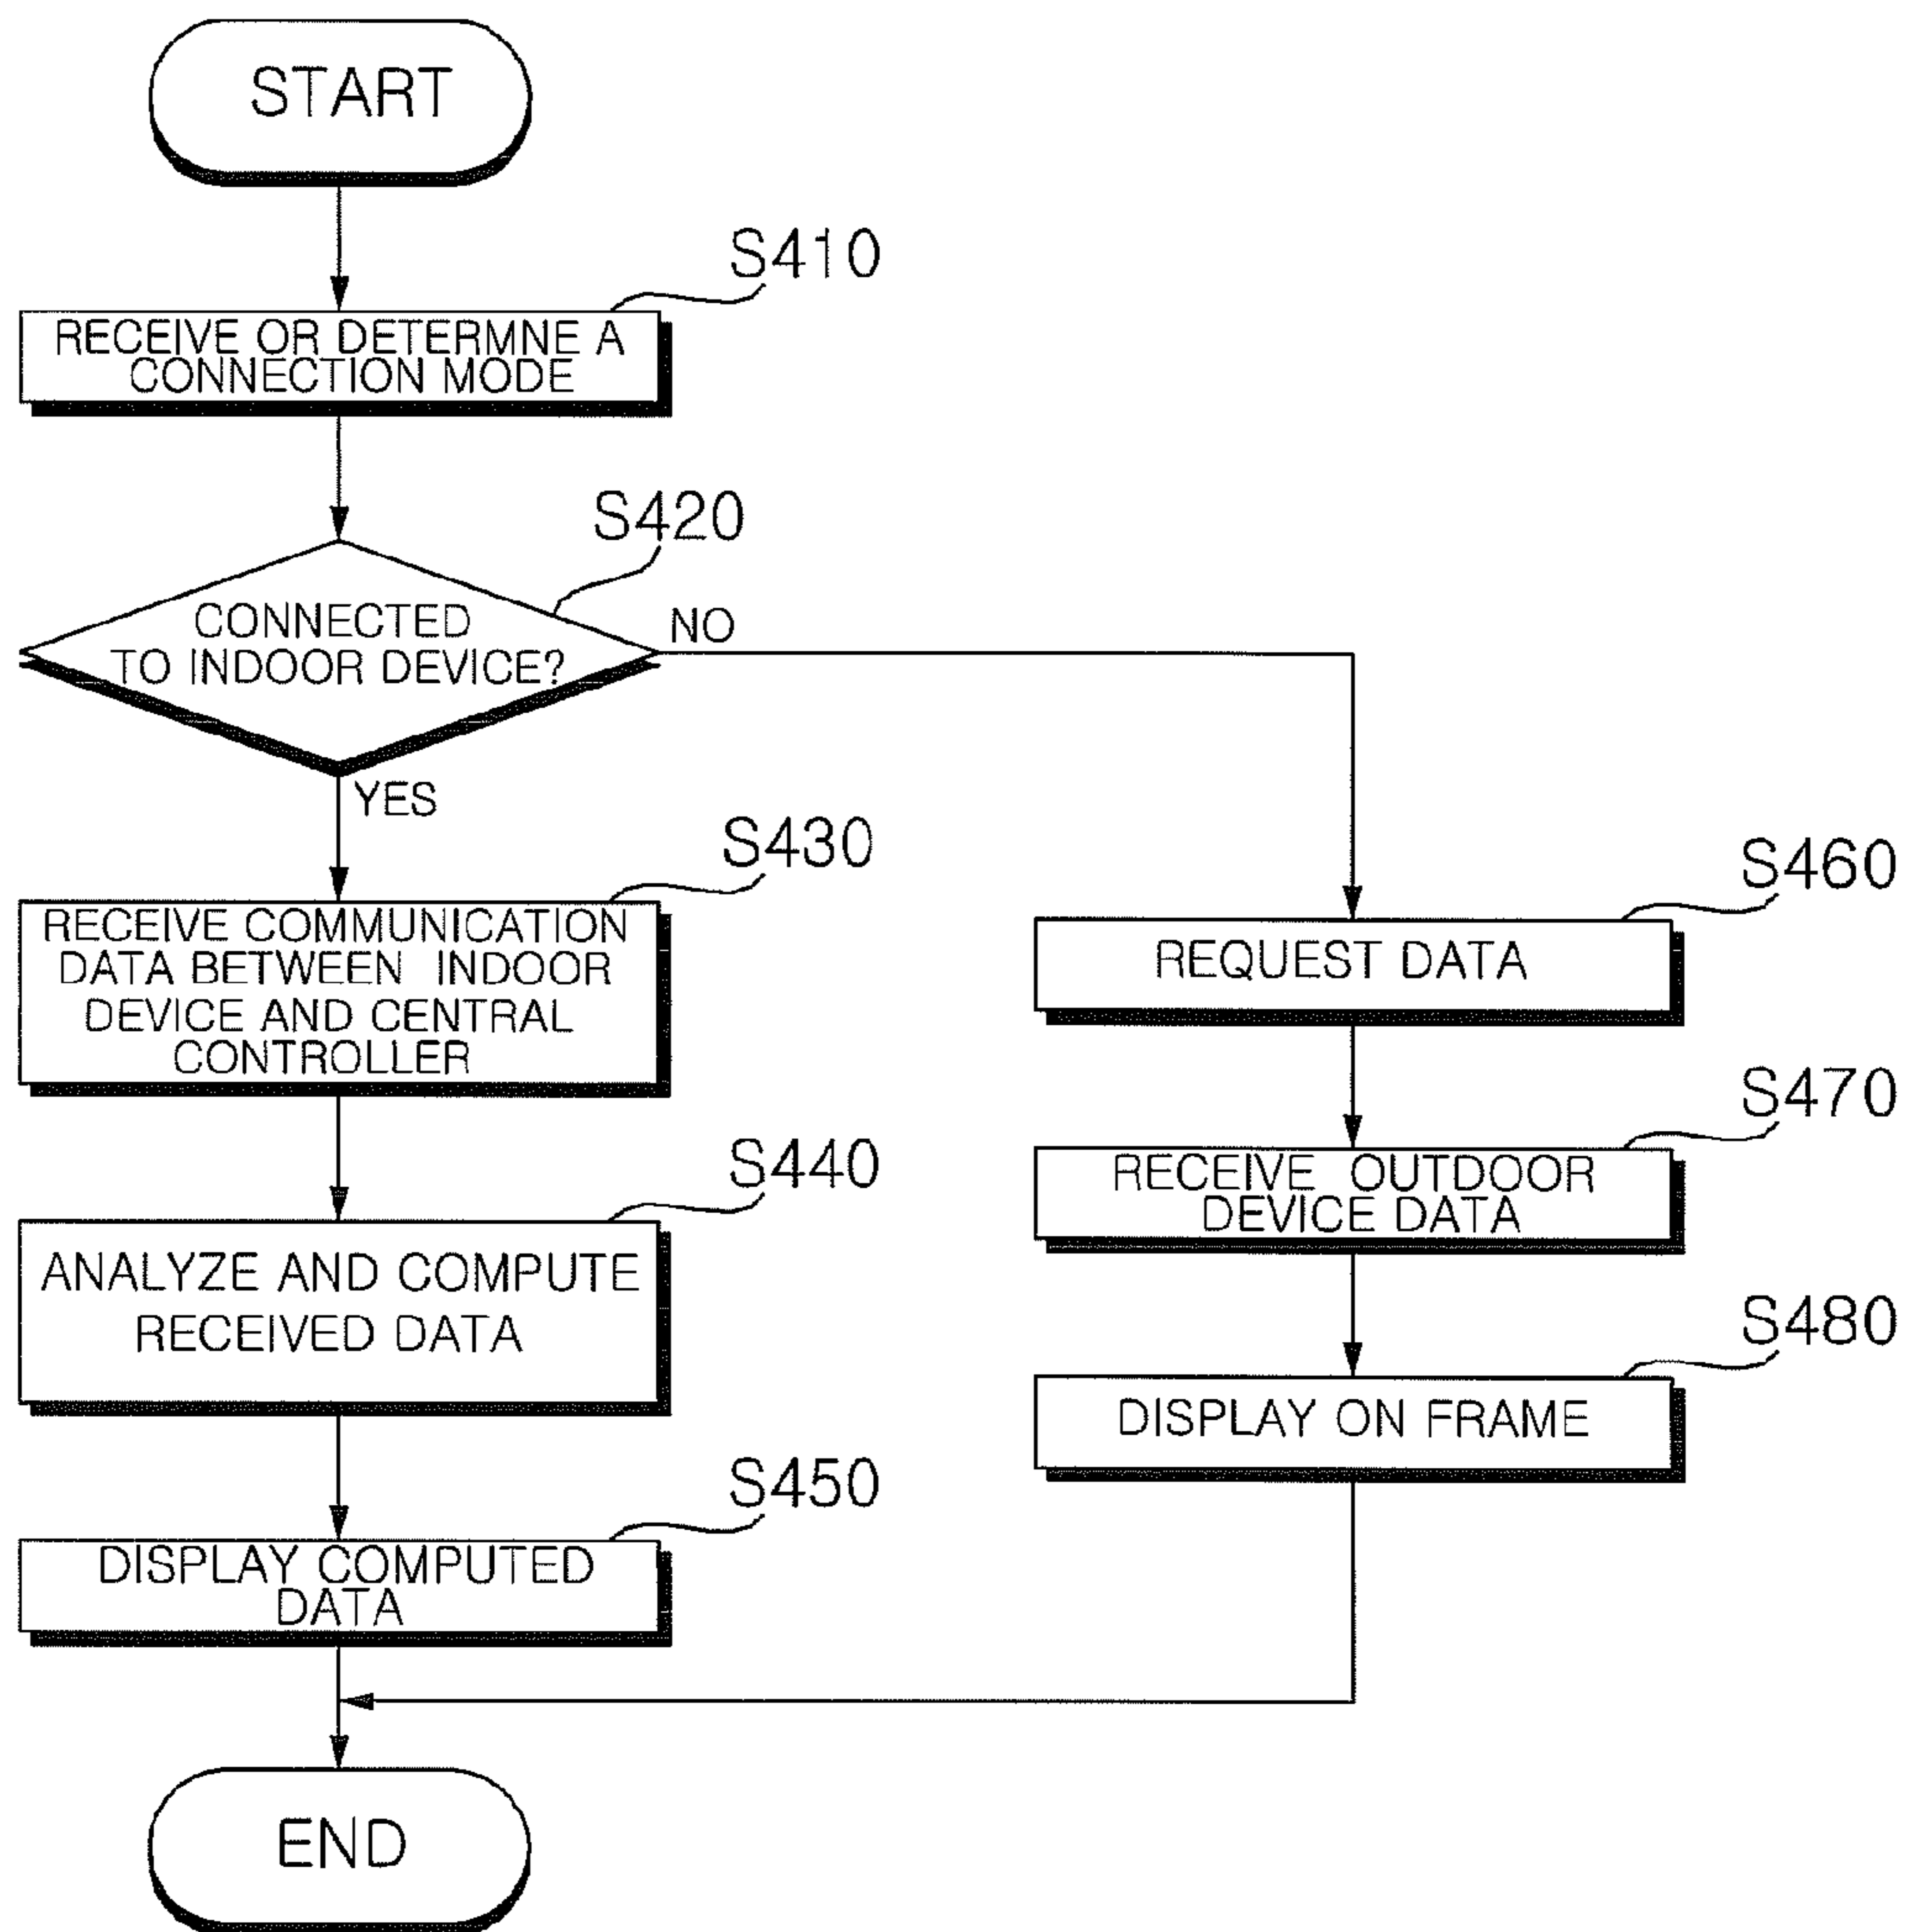 START
S410
RECEIVE OR DETERMNE A
CONNECTION MODE
S420
CONNECTED
TO INDOOR DEVICE?
NO
YES
S430
RECEIVE COMMUNICATION
DATA BETWEEN INDOOR
DEVICE AND CENTRAL
CONTROLLER
S440
ANALYZE AND COMPUTE
RECEIVED DATA
S450
DISPLAY COMPUTED
DATA
S460
REQUEST DATA
S470
RECEIVE OUTDOOR
DEVICE DATA
S480
DISPLAY ON FRAME
END